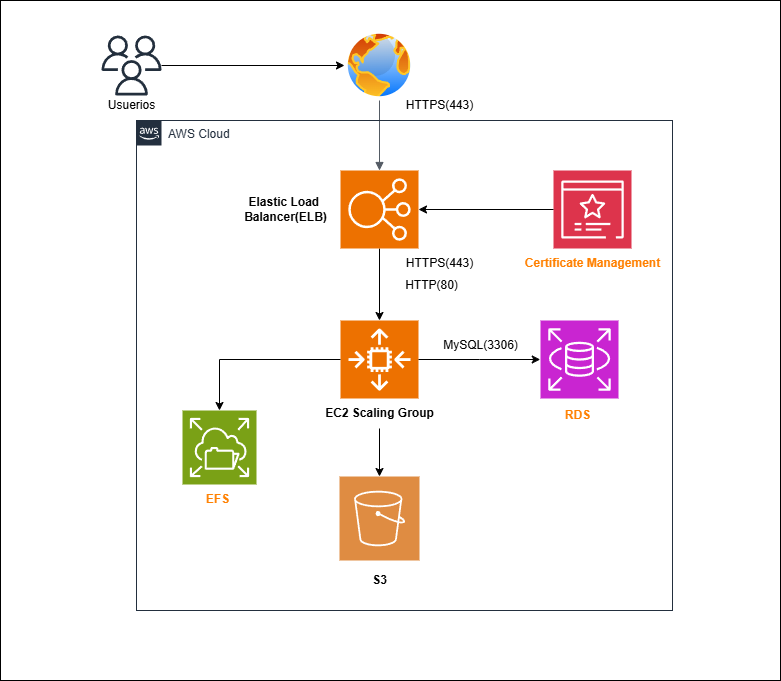 Usuerios
HTTPS(443)
aws
AWS Cloud
Elastic Load
Balancer(ELB)
Certificate Management
HTTPS(443)
HTTP(80)
MySQL(3306)
EC2 Scaling Group
RDS
EFS
S3